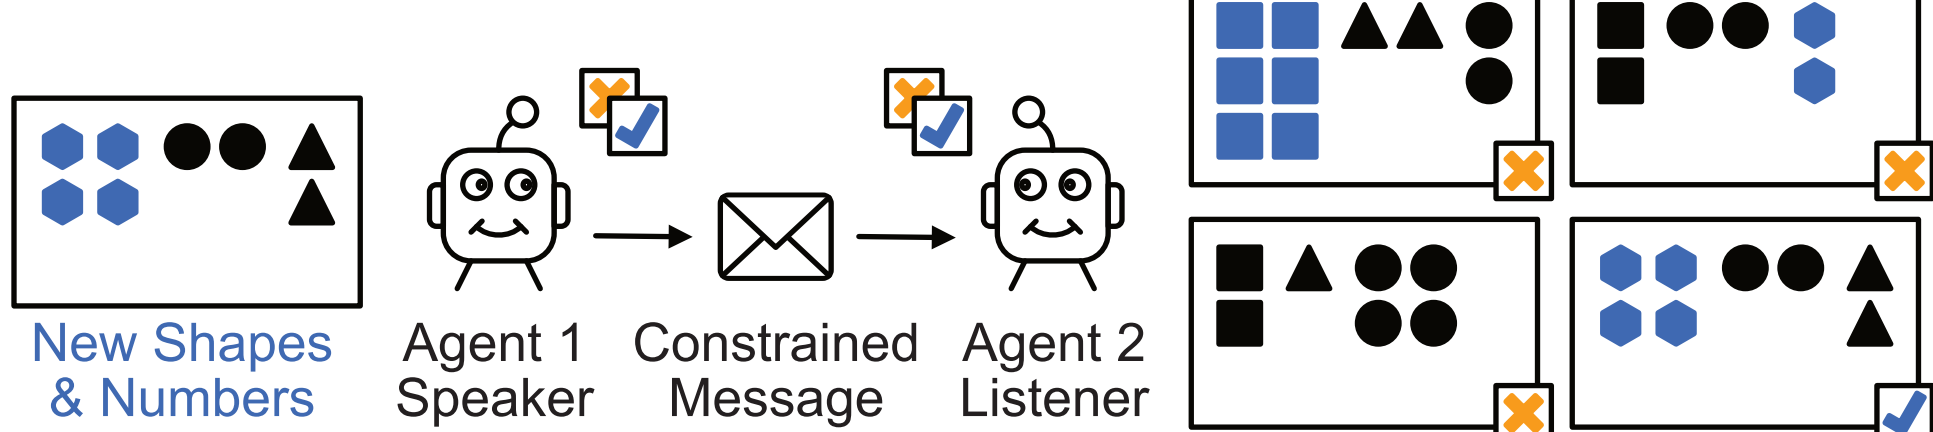 New Shapes
& Numbers
Agent 1
Speaker
Constrained
Message
Agent 2
Listener